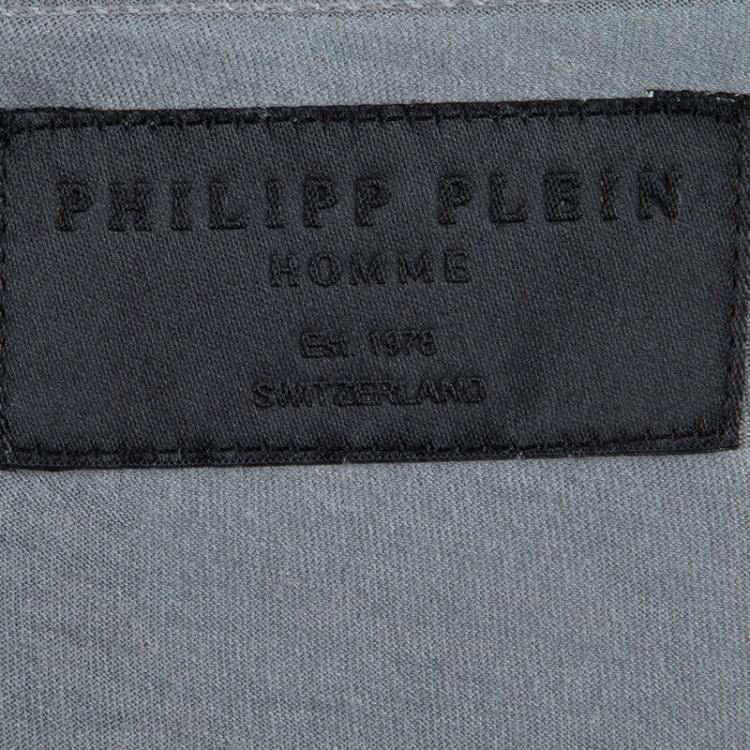 PHILIPP PLEIN
HOMME
Est. 1978
SWITZERLAND